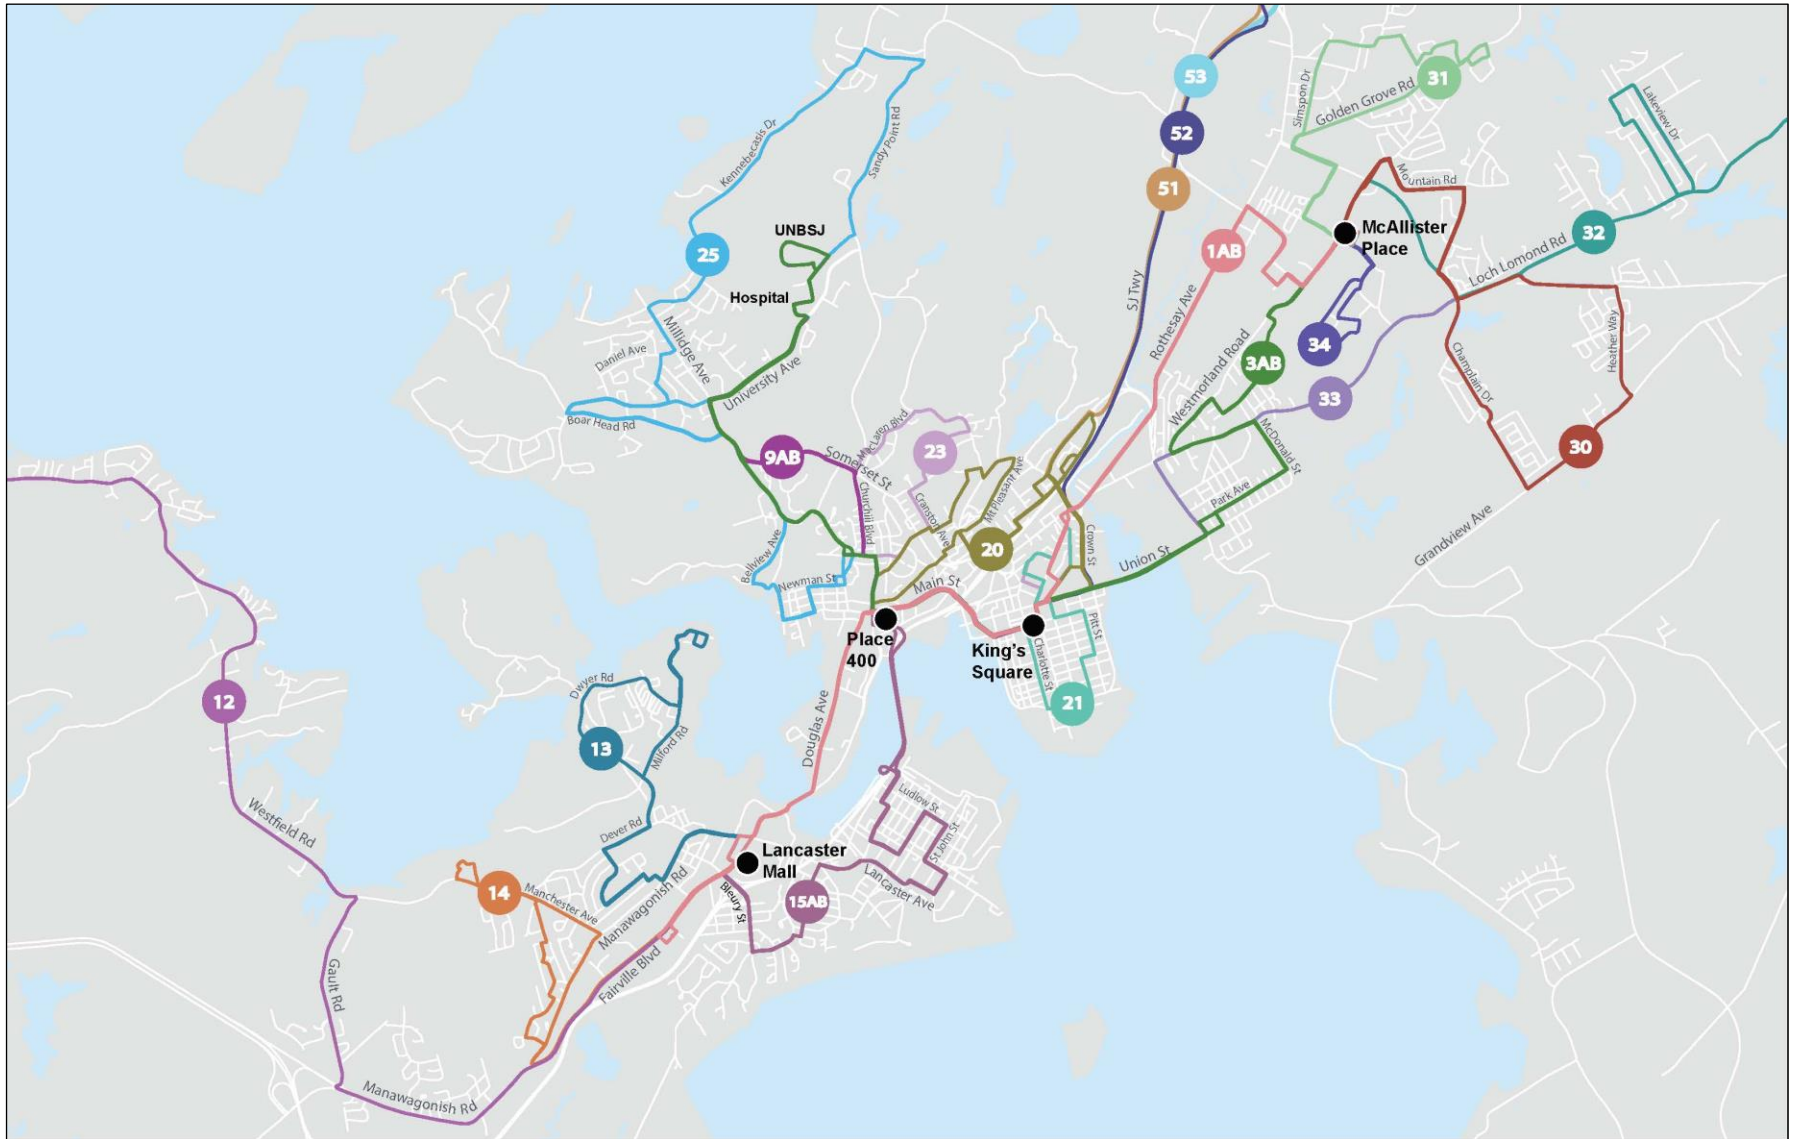 53
31
Simspon Dr
Golden Grove Rd
Lakeview Dr
52
Kennebecasis Dr
Sandy Point Rd
51
Mountain Rd
UNBSJ
McAllister
Place
32
25
1AB
Loch Lomond Rd
Hospital
SJ Twy
Rothesay Ave
Millidge Ave
Daniel Ave
34
Heather Way
3AB
Westmorland Road
Champlain Dr
University Ave
33
Boar Head Rd
MacLaren Blvd
McDonald St
9AB
Somerset St
23
30
Mt Pleasant Ave
Churchill Blvd
Cranston Ave
Park Ave
Grandview Ave
20
Crown St
Bellview Ave
Union St
Newman St
Main St
Place
400
Pitt St
King's
Square
Charlotte St
Dwyer Rd
12
21
13
Milford Rd
Douglas Ave
Ludlow St
Westfield Rd
Dever Rd
St John St
Lancaster
Mall
14
Manchester Ave
Manawagonish Rd
Bleury St
15AB
Lancaster Ave
Gault Rd
Fairville Blvd
Manawagonish Rd